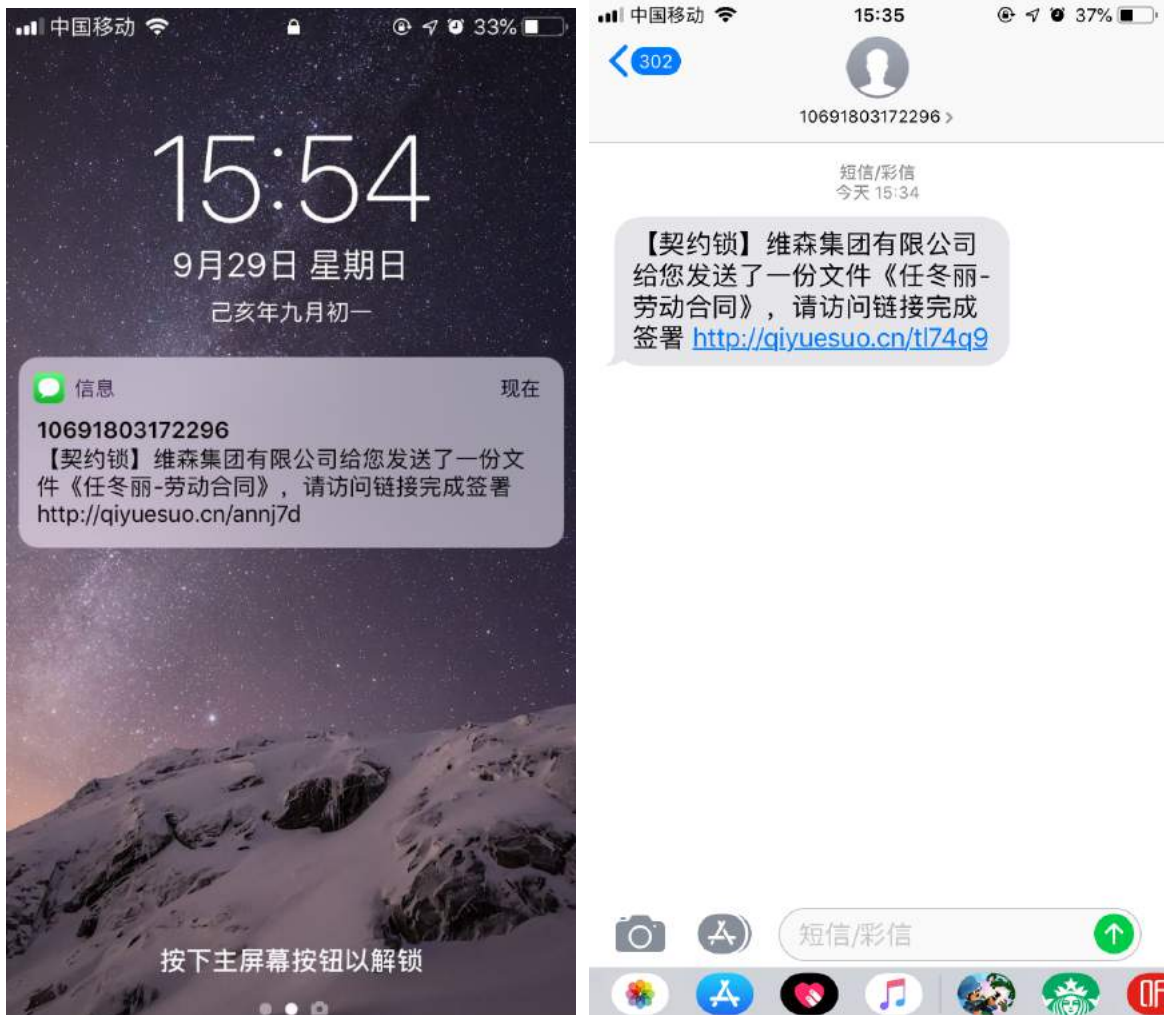 中国移动
33%
15:54
9月29日 星期日
己亥年九月初一
信息
现在
10691803172296
【契约锁】维森集团有限公司给您发送了一份文
件《任冬丽-劳动合同》，请访问链接完成签署
http://qiyuesuo.cn/annj7d
按下主屏幕按钮以解锁
中国移动
15:35
37%
302
10691803172296
短信/彩信
今天 15:34
【契约锁】维森集团有限公司
给您发送了一份文件《任冬丽-
劳动合同》，请访问链接完成
签署 http://qiyuesuo.cn/tl74q9
短信/彩信